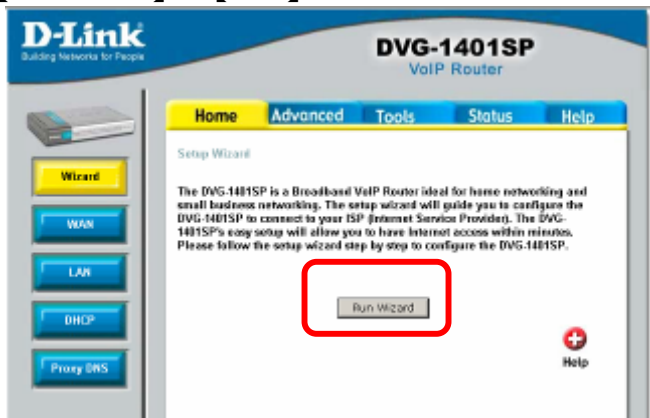 D-Link
Building Networks for People
DVG-1401SP
VoIP Router
Home Advanced Tools Status Help
Setup Wizard
Wizard
WAN
LAN
DHCP
Proxy DNS
The DVG-1401SP is a Broadband VoIP Router ideal for home networking and
small business networking. The setup wizard will guide you to configure the
DVG-1401SP to connect to your ISP (Internet Service Provider). The DVG-
1401SP's easy setup will allow you to have Internet access within minutes.
Please follow the setup wizard step by step to configure the DVG-1401SP.
Run Wizard
Help